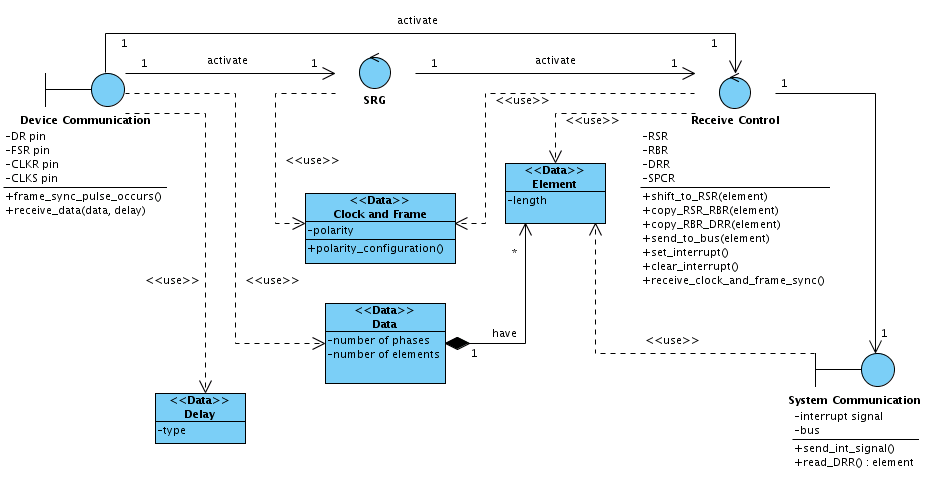 activate
1
1
1
activate
1
1
activate
1
1
SRG
<<use>>
<<use>>
<<use>>
Device Communication
-DR pin
-FSR pin
-CLKR pin
-CLKS pin
+frame_sync_pulse_occurs()
+receive_data(data, delay)
Receive Control
-RSR
-RBR
-DRR
-SPCR
+shift_to_RSR(element)
+copy_RSR_RBR(element)
+copy_RBR_DRR(element)
+send_to_bus(element)
+set_interrupt()
+clear_interrupt()
+receive_clock_and_frame_sync()
<<Data>>
Element
-length
<<Data>>
Clock and Frame
-polarity
+polarity_configuration()
*
<<use>>
<<use>>
<<Data>>
Data
-number of phases
-number of elements
have
1
<<use>>
1
<<Data>>
Delay
-type
System Communication
-interrupt signal
-bus
+send_int_signal()
+read_DRR() : element